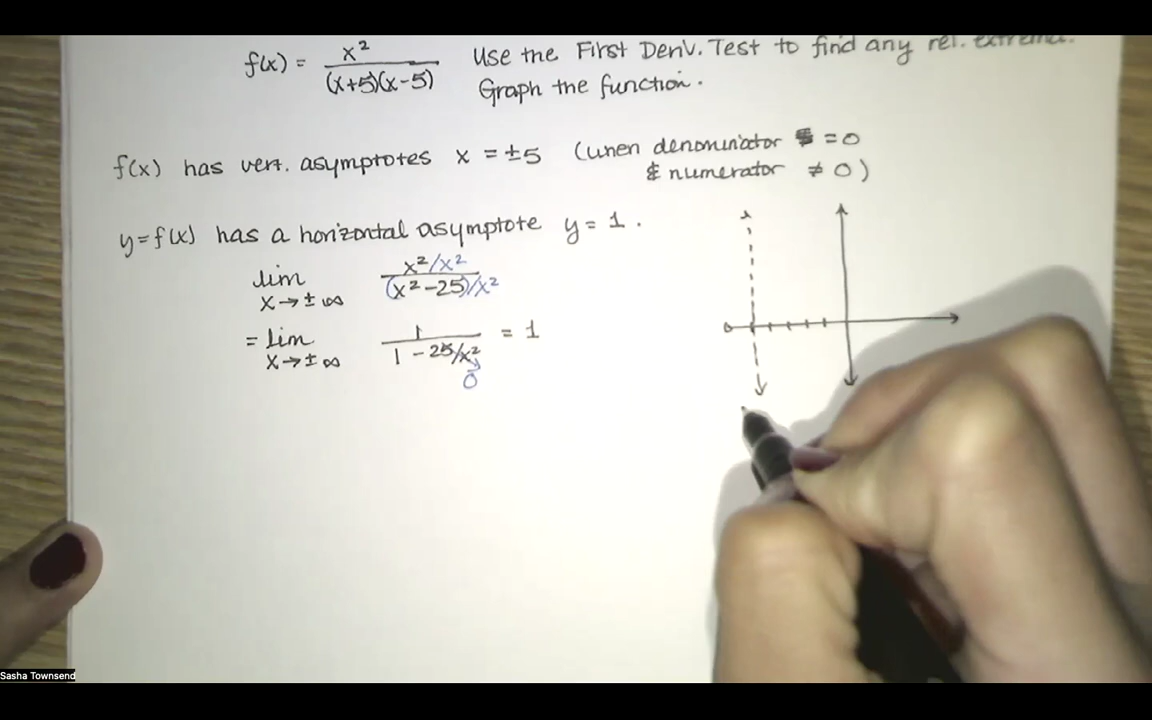 f(x) = x²/(x+5)(x-5) Use the First Deriv. Test to find any rel. extrema.
Graph the function.
f(x) has vert. asymptotes x = ±5 (when denominator = 0
& numerator ≠ 0)
y=f(x) has a horizontal asymptote y = 1.
lim x→±∞ x²/x² / (x²-25)/x²
= lim x→±∞ 1 / 1 - 25/x² = 1
0
Sasha Townsend